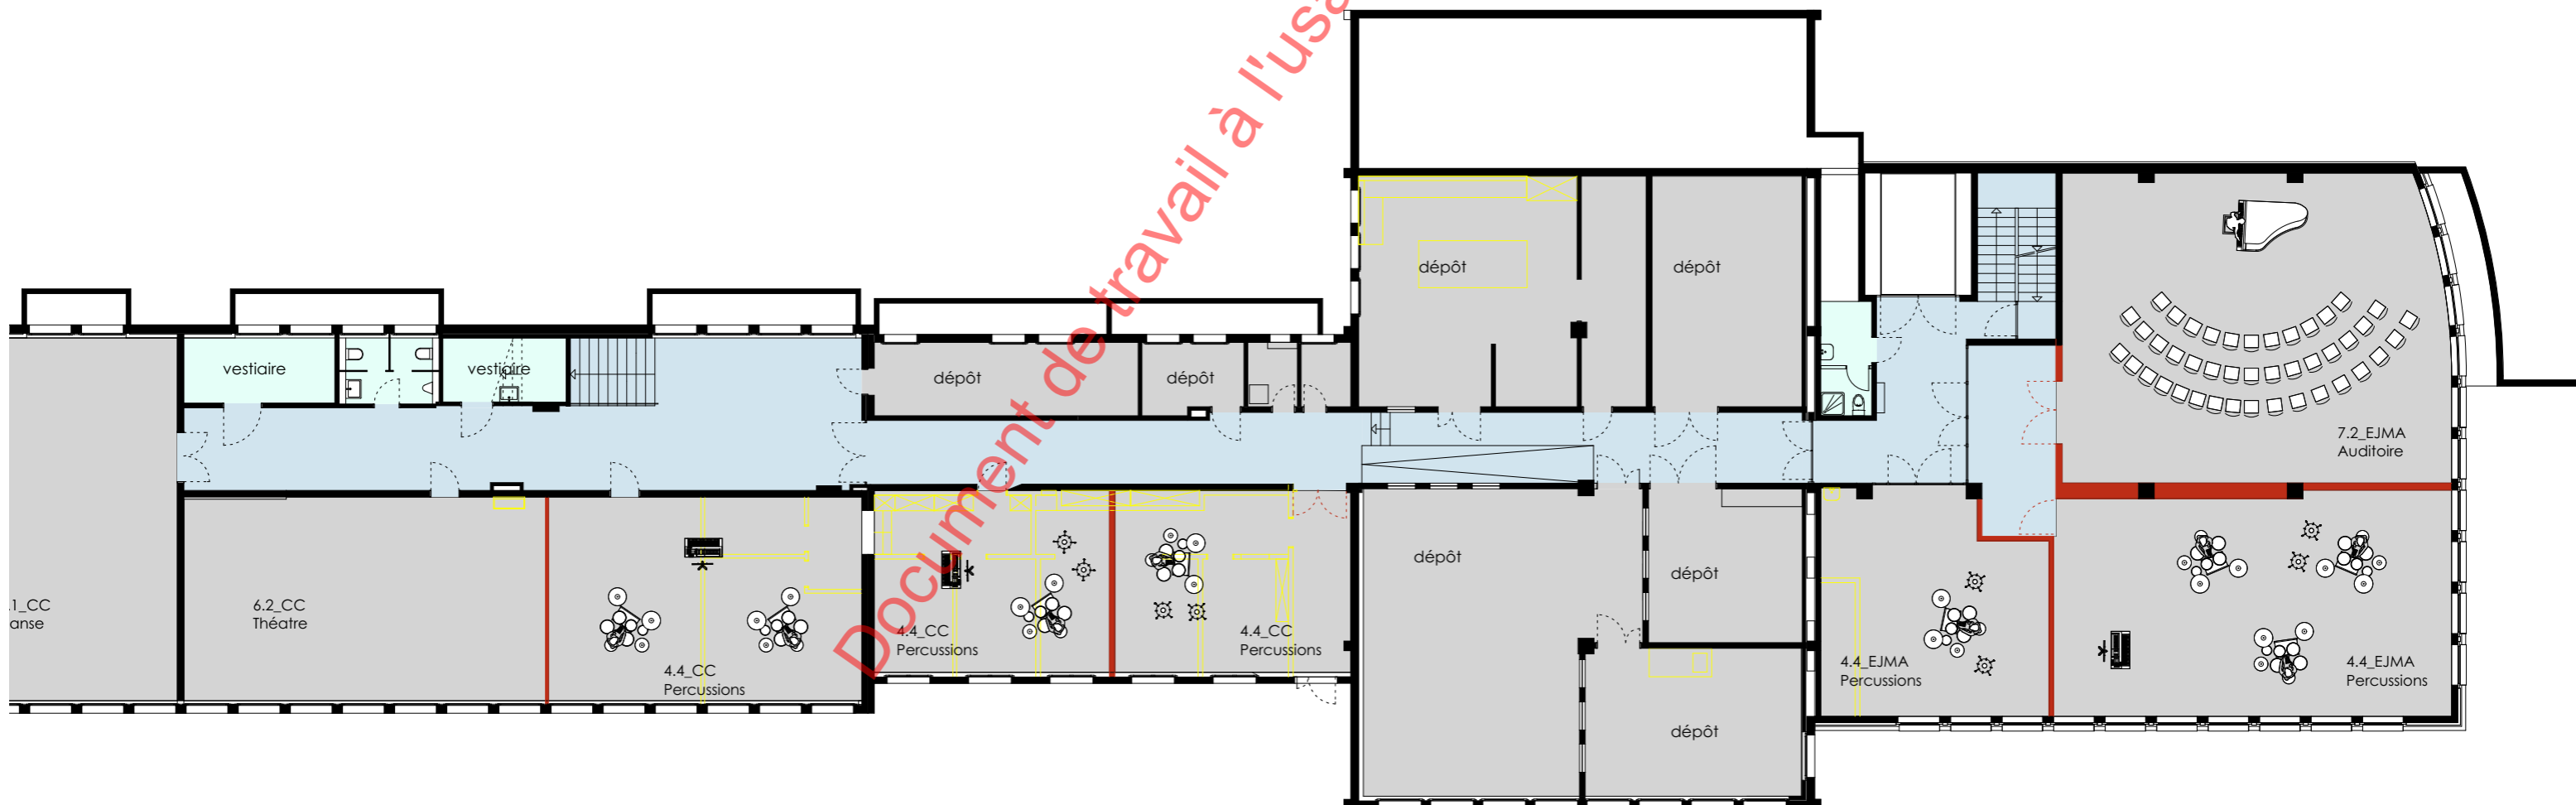 Document de travail à l'usa
dépôt
dépôt
vestiaire
vestiaire
dépôt
dépôt
7.2_EJMA
Auditoire
dépôt
dépôt
.1_CC
anse
6.2_CC
Théatre
4.4_CC
Percussions
4.4_CC
Percussions
4.4_CC
Percussions
4.4_EJMA
Percussions
4.4_EJMA
Percussions
dépôt